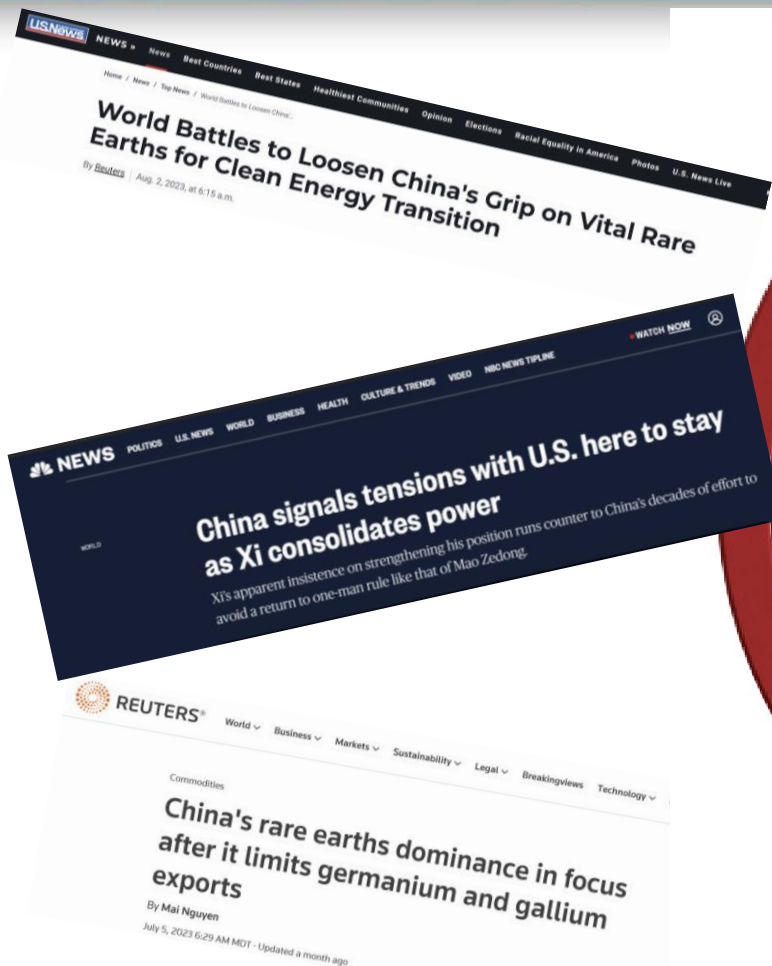 U.S.News
NEWS » News Best Countries Best States Healthiest Communities Opinion Elections Racial Equality in America Photos U.S. News Live
Home / News / Top News / World Battles to Loosen China'...
World Battles to Loosen China's Grip on Vital Rare
Earths for Clean Energy Transition
By Reuters | Aug. 2, 2023, at 6:15 a.m.
WATCH NOW
NEWS POLITICS U.S. NEWS WORLD BUSINESS HEALTH CULTURE & TRENDS VIDEO NBC NEWS TIPLINE
WORLD
China signals tensions with U.S. here to stay
as Xi consolidates power
Xi's apparent insistence on strengthening his position runs counter to China's decades of effort to
avoid a return to one-man rule like that of Mao Zedong.
REUTERS® World Business Markets Sustainability Legal Breakingviews Technology
Commodities
China's rare earths dominance in focus
after it limits germanium and gallium
exports
By Mai Nguyen
July 5, 2023 6:29 AM MDT · Updated a month ago